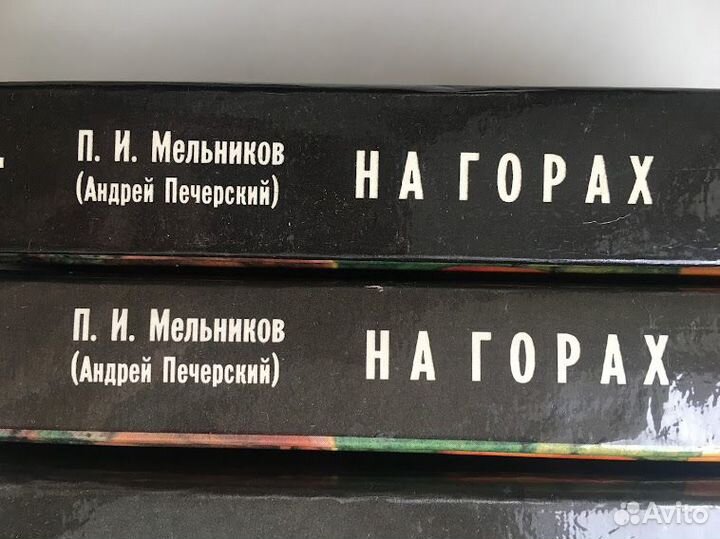 П. И. Мельников
(Андрей Печерский)
НА ГОРАХ
П. И. Мельников
(Андрей Печерский)
НА ГОРАХ
Avito